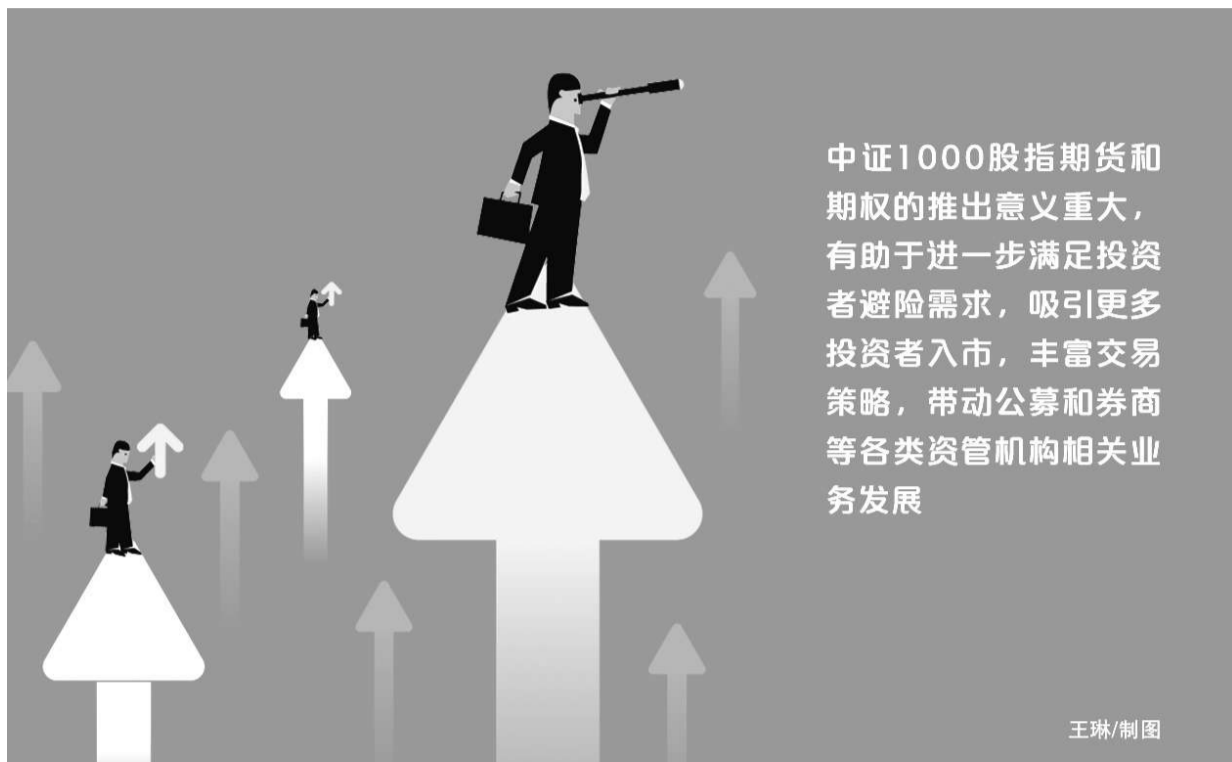 中证1000股指期货和
期权的推出意义重大，
有助于进一步满足投资
者避险需求，吸引更多
投资者入市，丰富交易
策略，带动公募和券商
等各类资管机构相关业
务发展
王琳/制图